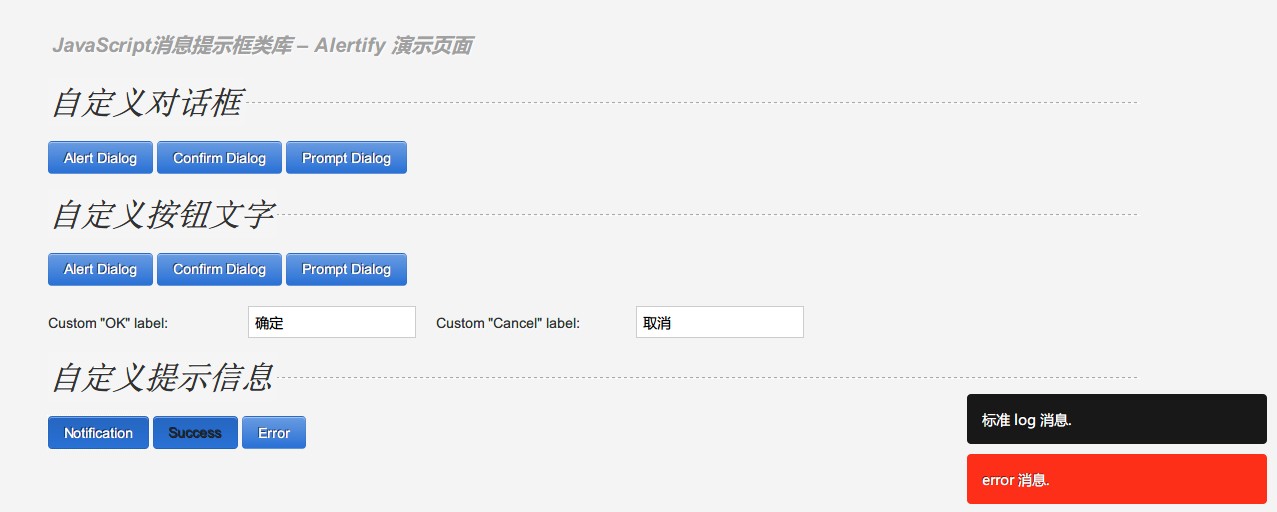 JavaScript消息提示框类库 – Alertify 演示页面
自定义对话框
Alert Dialog Confirm Dialog Prompt Dialog
自定义按钮文字
Alert Dialog Confirm Dialog Prompt Dialog
Custom "OK" label: 确定 Custom "Cancel" label: 取消
自定义提示信息
Notification Success Error
标准 log 消息.
error 消息.